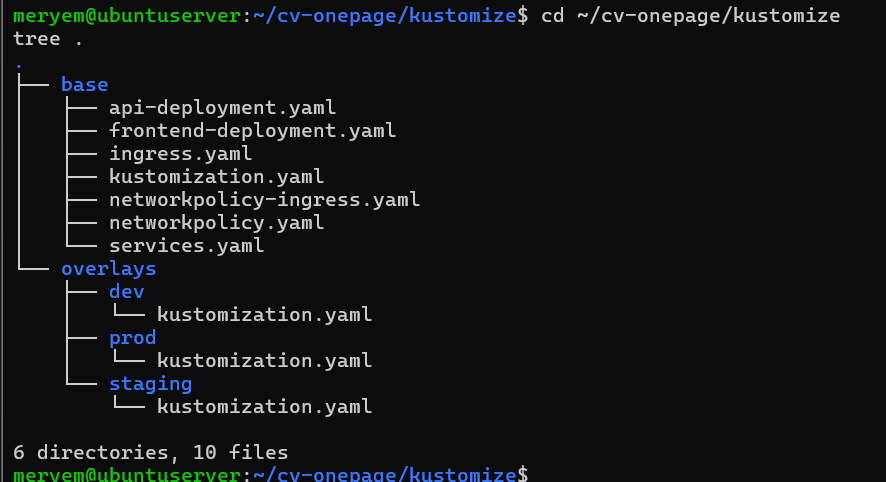 meryem@ubuntuserver:~/cv-onepage/kustomize$ cd ~/cv-onepage/kustomize
tree .
.
├── base
│   ├── api-deployment.yaml
│   ├── frontend-deployment.yaml
│   ├── ingress.yaml
│   ├── kustomization.yaml
│   ├── networkpolicy-ingress.yaml
│   ├── networkpolicy.yaml
│   └── services.yaml
└── overlays
    ├── dev
    │   └── kustomization.yaml
    ├── prod
    │   └── kustomization.yaml
    └── staging
        └── kustomization.yaml

6 directories, 10 files
meryem@ubuntuserver:~/cv-onepage/kustomize$